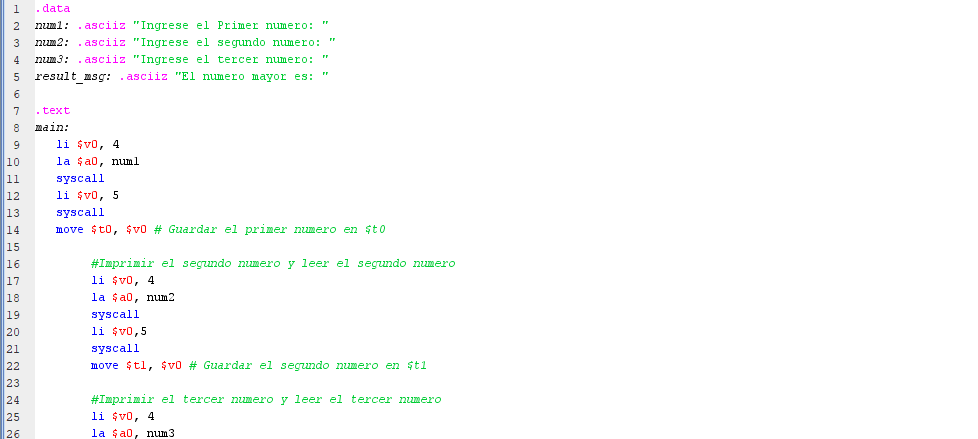 1 .data
2 num1: .asciiz "Ingrese el Primer numero: "
3 num2: .asciiz "Ingrese el segundo numero: "
4 num3: .asciiz "Ingrese el tercer numero: "
5 result_msg: .asciiz "El numero mayor es: "
6
7 .text
8 main:
9 li $v0, 4
10 la $a0, num1
11 syscall
12 li $v0, 5
13 syscall
14 move $t0, $v0 # Guardar el primer numero en $t0
15
16 #Imprimir el segundo numero y leer el segundo numero
17 li $v0, 4
18 la $a0, num2
19 syscall
20 li $v0,5
21 syscall
22 move $t1, $v0 # Guardar el segundo numero en $t1
23
24 #Imprimir el tercer numero y leer el tercer numero
25 li $v0, 4
26 la $a0, num3